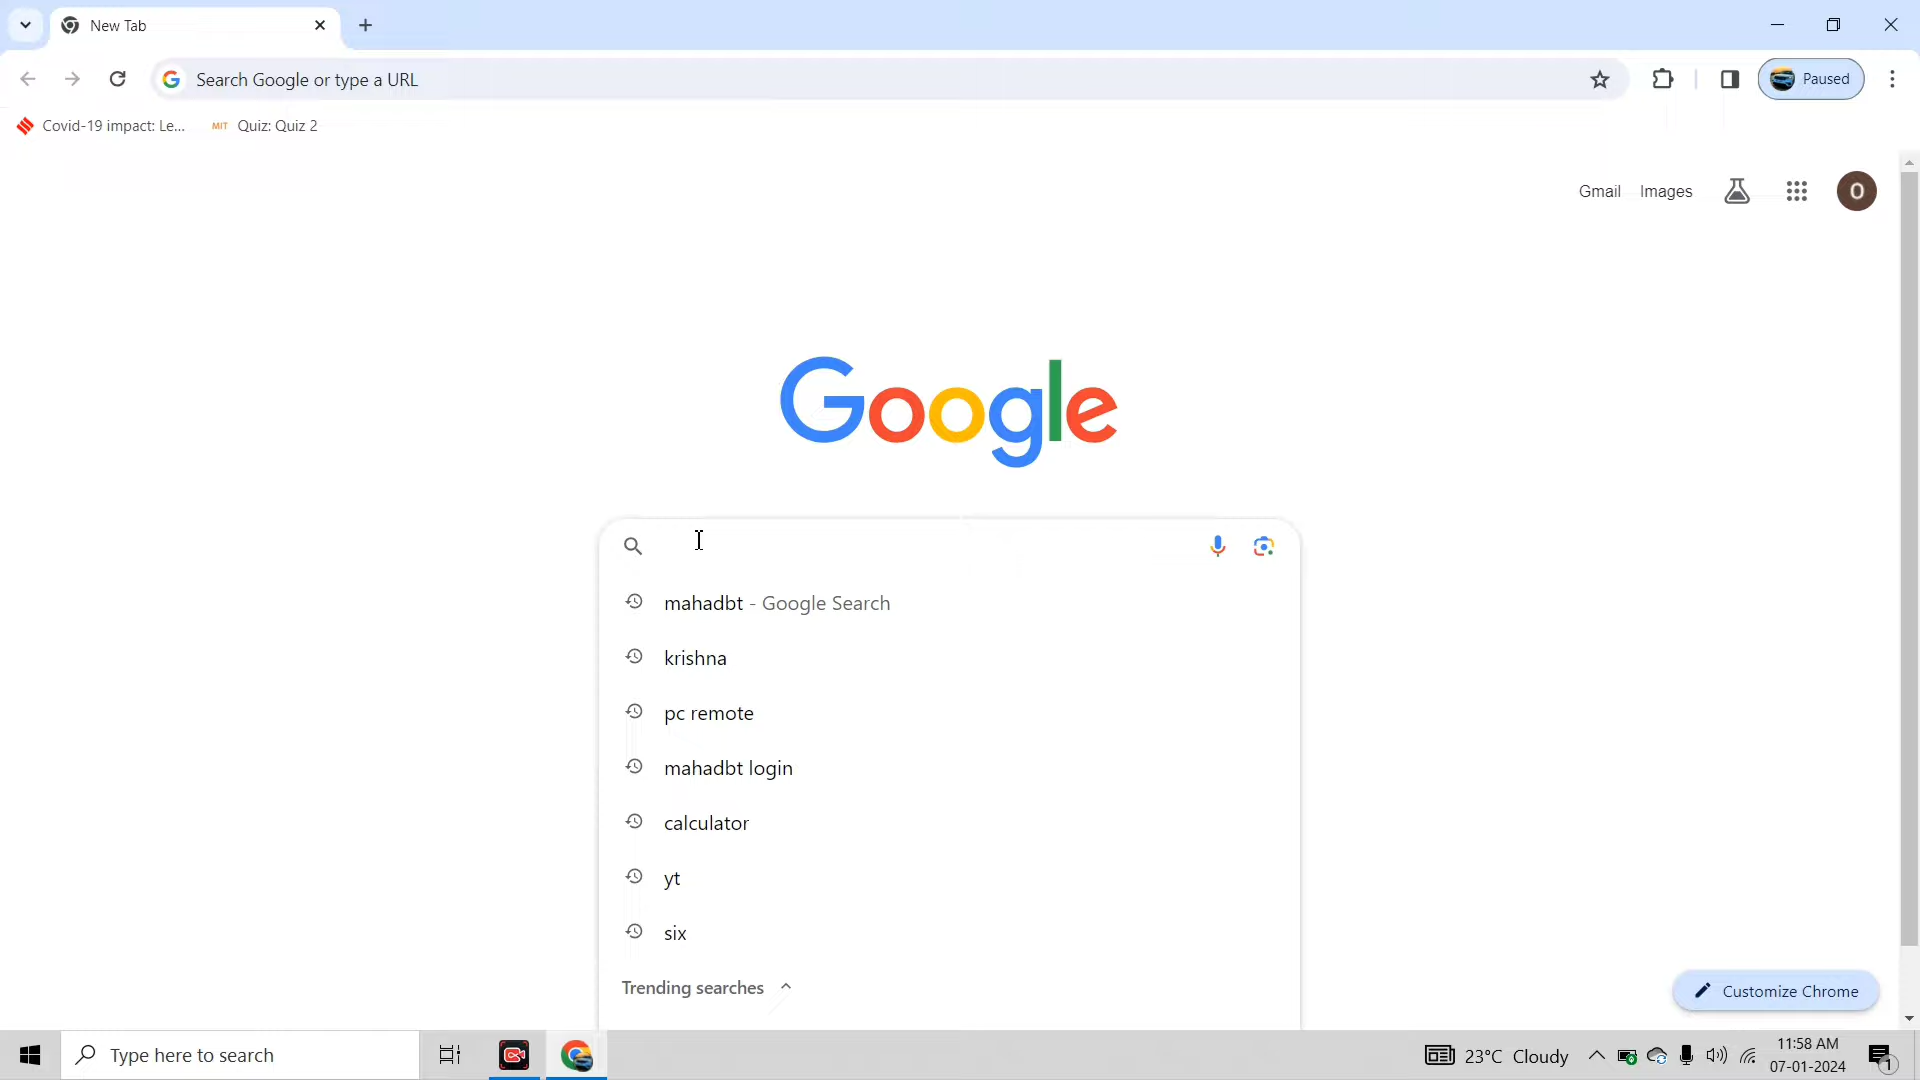 New Tab
Search Google or type a URL
Paused
Covid-19 impact: Le...
MIT Quiz: Quiz 2
Gmail Images
O
Google
mahadbt - Google Search
krishna
pc remote
mahadbt login
calculator
yt
six
Trending searches
Customize Chrome
Type here to search
23°C Cloudy
11:58 AM
07-01-2024
1